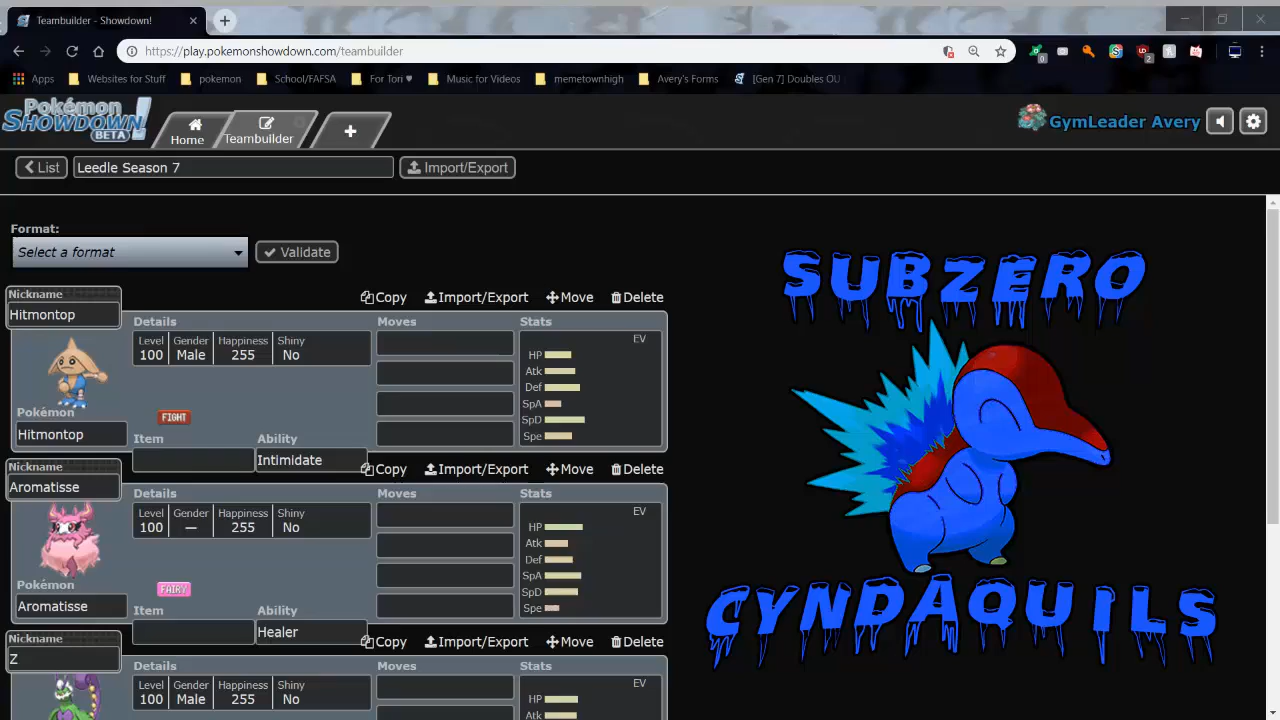 Teambuilder - Showdown!
https://play.pokemonshowdown.com/teambuilder
Apps Websites for Stuff pokemon School/FAFSA For Tori ♥ Music for Videos memetownhigh Avery's Forms [Gen 7] Doubles OU
0 2
Pokémon
SHOWDOWN!
BETA
Home
Teambuilder
GymLeader Avery
List Leedle Season 7 Import/Export
Format:
Select a format Validate
Nickname
Hitmontop
Copy Import/Export Move Delete
Details Moves Stats
Level Gender Happiness Shiny
100 Male 255 No
EV
HP
Atk
Def
SpA
SpD
Spe
FIGHT
Pokémon
Hitmontop
Item Ability
Intimidate
Nickname
Aromatisse
Copy Import/Export Move Delete
Details Moves Stats
Level Gender Happiness Shiny
100 — 255 No
EV
HP
Atk
Def
SpA
SpD
Spe
FAIRY
Pokémon
Aromatisse
Item Ability
Healer
Nickname
Z
Copy Import/Export Move Delete
Details Moves Stats
Level Gender Happiness Shiny
100 Male 255 No
EV
HP
Atk
SUBZERO
CYNDAQUILS